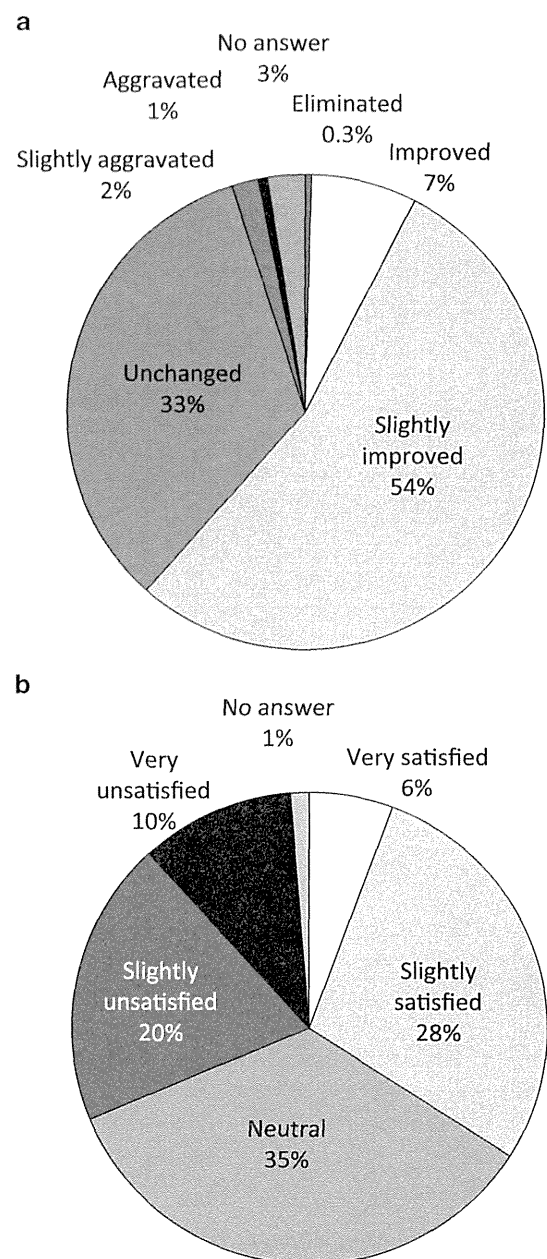 a
No answer
3%
Aggravated
1%
Eliminated
0.3%
Improved
7%
Slightly aggravated
2%
Unchanged
33%
Slightly
improved
54%
b
No answer
1%
Very satisfied
6%
Very
unsatisfied
10%
Slightly
unsatisfied
20%
Slightly
satisfied
28%
Neutral
35%